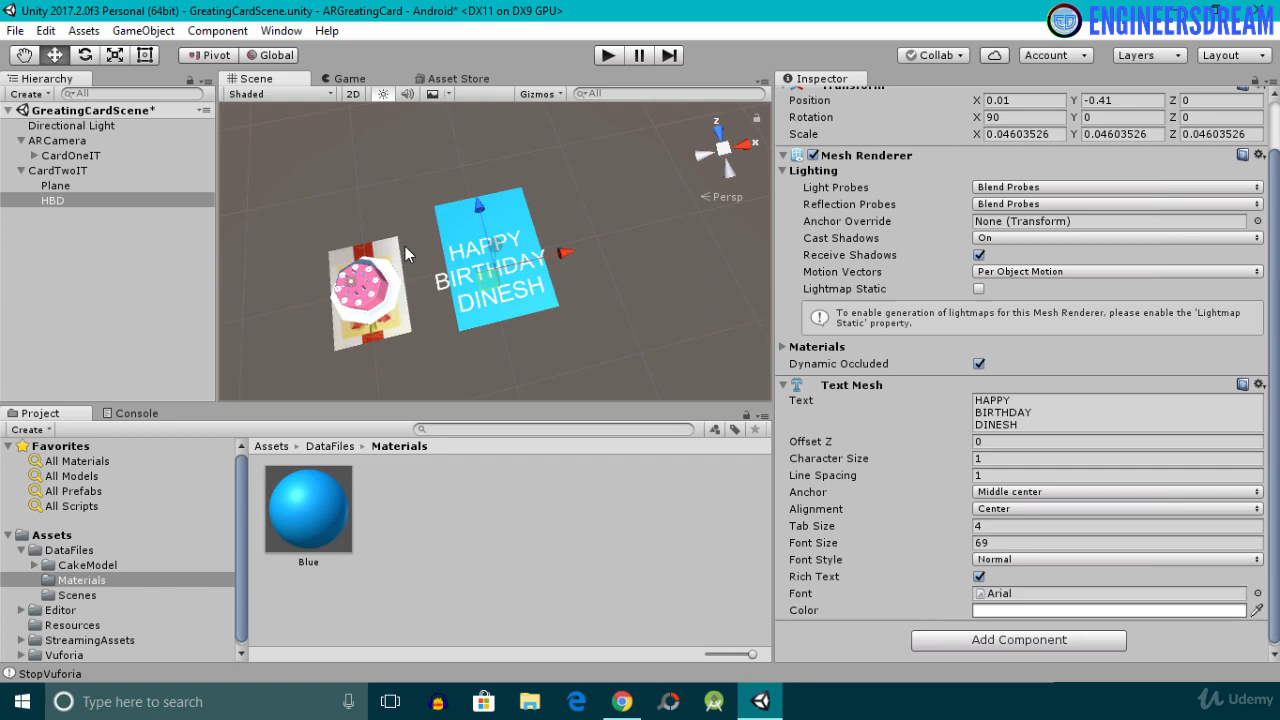 Unity 2017.2.0f3 Personal (64bit) - GreatingCardScene.unity - ARGreatingCard - Android* <DX11 on DX9 GPU>
ENGINEERSDREAM
File Edit Assets GameObject Component Window Help
Pivot Global Collab Account Layers Layout
Hierarchy
Create All
GreatingCardScene*
Directional Light
ARCamera
CardOneIT
CardTwoIT
Plane
HBD
Scene Game Asset Store
Shaded 2D Gizmos All
z
x
Persp
HAPPY
BIRTHDAY
DINESH
Project Console
Create
Favorites
All Materials
All Models
All Prefabs
All Scripts
Assets
DataFiles
CakeModel
Materials
Scenes
Editor
Resources
StreamingAssets
Vuforia
Assets DataFiles Materials
Blue
StopVuforia
Inspector
Transform
Position X 0.01 Y -0.41 Z 0
Rotation X 90 Y 0 Z 0
Scale X 0.04603526 Y 0.04603526 Z 0.04603526
Mesh Renderer
Lighting
Light Probes Blend Probes
Reflection Probes Blend Probes
Anchor Override None (Transform)
Cast Shadows On
Receive Shadows
Motion Vectors Per Object Motion
Lightmap Static
To enable generation of lightmaps for this Mesh Renderer, please enable the 'Lightmap
Static' property.
Materials
Dynamic Occluded
Text Mesh
Text HAPPY
BIRTHDAY
DINESH
Offset Z 0
Character Size 1
Line Spacing 1
Anchor Middle center
Alignment Center
Tab Size 4
Font Size 69
Font Style Normal
Rich Text
Font Arial
Color
Add Component
Type here to search
Udemy